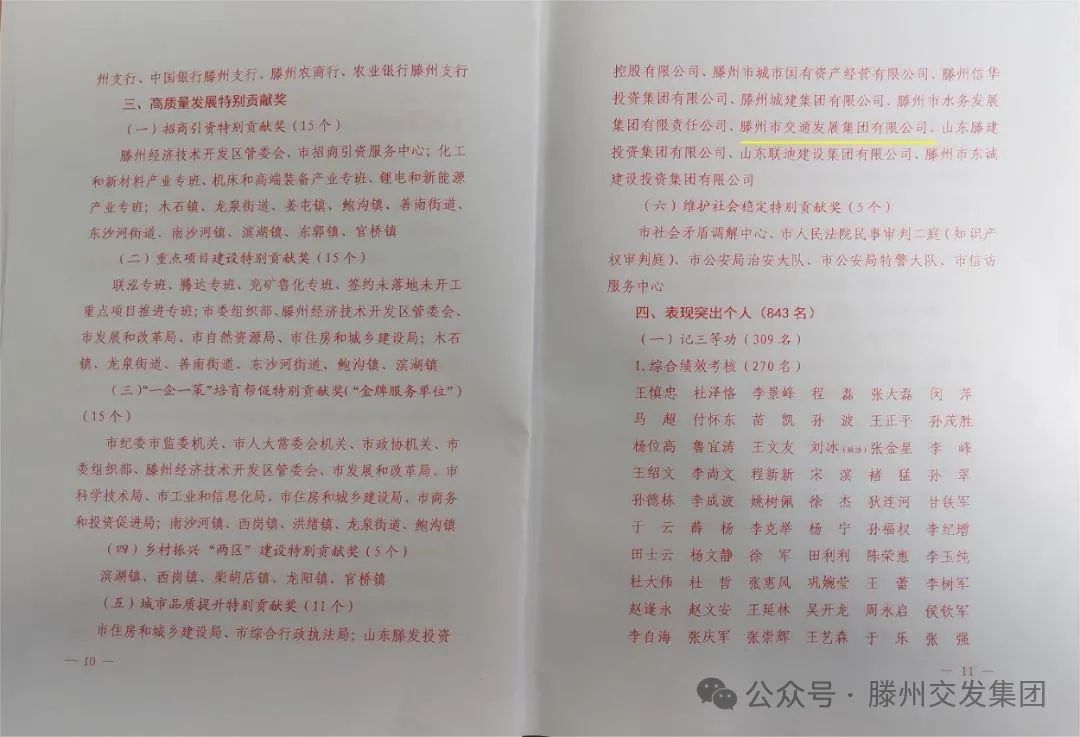 州支行、中国银行滕州支行、滕州农商行、农业银行滕州支行
三、高质量发展特别贡献奖
（一）招商引资特别贡献奖（15个）
滕州经济技术开发区管委会、市招商引资服务中心；化工
和新材料产业专班、机床和高端装备产业专班、锂电和新能源
产业专班；木石镇、龙泉街道、姜屯镇、鲍沟镇、善南街道、
东沙河街道、南沙河镇、滨湖镇、东郭镇、官桥镇
（二）重点项目建设特别贡献奖（15个）
联泓专班、腾达专班、兖矿鲁化专班、签约未落地未开工
重点项目推进专班；市委组织部、滕州经济技术开发区管委会、
市发展和改革局、市自然资源局、市住房和城乡建设局；木石
镇、龙泉街道、善南街道、东沙河街道、鲍沟镇、滨湖镇
（三）“一企一策”培育帮促特别贡献奖（“金牌服务单位”）
（15个）
市纪委市监委机关、市人大常委会机关、市政协机关、市
委组织部、滕州经济技术开发区管委会、市发展和改革局、市
科学技术局、市工业和信息化局、市住房和城乡建设局、市商务
和投资促进局；南沙河镇、西岗镇、洪绪镇、龙泉街道、鲍沟镇
（四）乡村振兴“两区”建设特别贡献奖（5个）
滨湖镇、西岗镇、柴胡店镇、龙阳镇、官桥镇
（五）城市品质提升特别贡献奖（11个）
市住房和城乡建设局、市综合行政执法局；山东滕发投资
— 10 —
控股有限公司、滕州市城市国有资产经营有限公司、滕州信华
投资集团有限公司、滕州城建集团有限公司、滕州市水务发展
集团有限责任公司、滕州市交通发展集团有限公司、山东滕建
投资集团有限公司、山东联迪建设集团有限公司、滕州市东诚
建设投资集团有限公司
（六）维护社会稳定特别贡献奖（5个）
市社会矛盾调解中心、市人民法院民事审判二庭（知识产
权审判庭）、市公安局治安大队、市公安局特警大队、市信访
服务中心
四、表现突出个人（843名）
（一）记三等功（309名）
1.综合绩效考核（270名）
王慎忠 杜泽恪 李景峰 程磊 张大磊 闵萍
马超 付怀东 苗凯 孙波 王正平 孙茂胜
杨位高 鲁宜涛 王文友 刘冰（政协） 张金星 李峰
王绍文 李尚文 程新新 宋滨 褚猛 孙翠
孙德栋 李成波 姚树佩 徐杰 狄连河 甘铁军
于云 薛杨 李克举 杨宁 孙福权 李纪增
田士云 杨文静 徐军 田利利 陈荣惠 李玉纯
杜大伟 杜哲 张惠凤 巩婉莹 王蕾 李树军
赵逢永 赵文安 王延林 吴开龙 周永启 侯钦军
李自海 张庆军 张崇辉 王艺森 于乐 张强
— 11 —
公众号·滕州交发集团